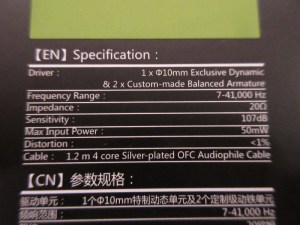 【EN】Specification :
Driver : 1 x Φ10mm Exclusive Dynamic
& 2 x Custom-made Balanced Armature
Frequency Range : 7-41,000 Hz
Impedance : 20Ω
Sensitivity : 107dB
Max Input Power : 50mW
Distortion : <1%
Cable : 1.2 m 4 core Silver-plated OFC Audiophile Cable
【CN】参数规格 :
驱动单元 : 1个Φ10mm特制动态单元及2个定制级动铁单元
频响范围 : 7-41,000 Hz